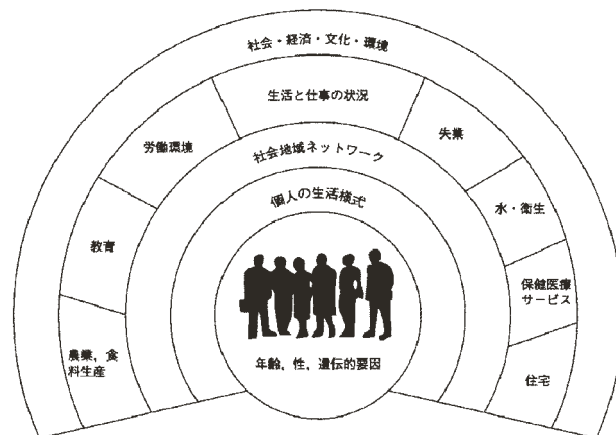 社会・経済・文化・環境
生活と仕事の状況
労働環境
失業
社会地域ネットワーク
個人の生活様式
教育
水・衛生
保健医療
サービス
農業，食
料生産
年齢，性，遺伝的要因
住宅